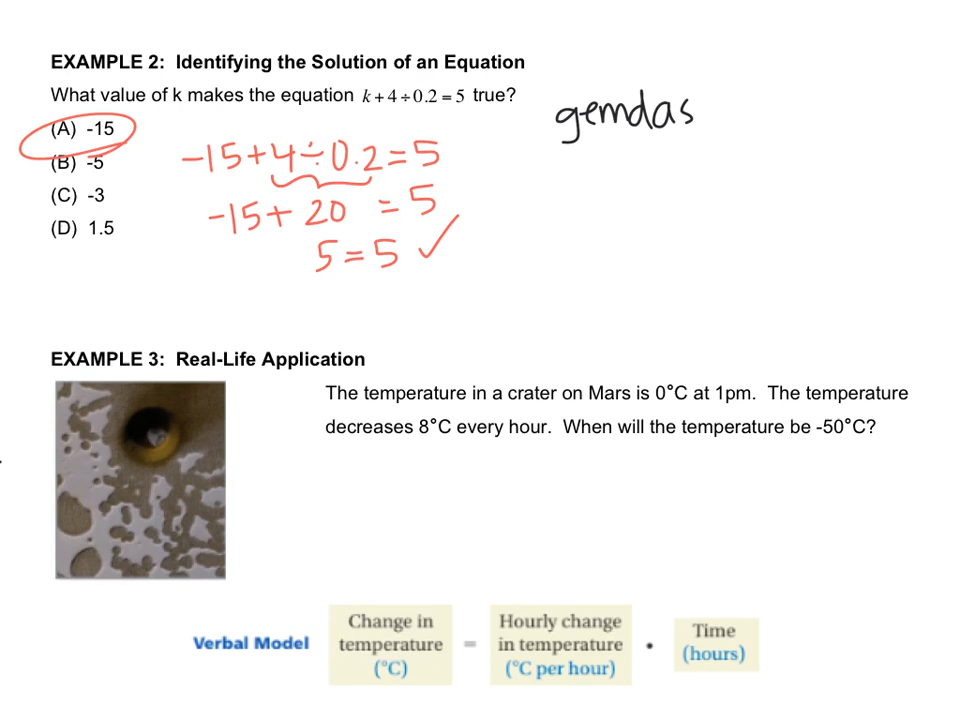 EXAMPLE 2: Identifying the Solution of an Equation
What value of k makes the equation k + 4 ÷ 0.2 = 5 true?
gemdas
(A) -15
(B) -5
(C) -3
(D) 1.5
-15+4÷0.2=5
-15+ 20 = 5
5=5 ✓
EXAMPLE 3: Real-Life Application
The temperature in a crater on Mars is 0°C at 1pm. The temperature
decreases 8°C every hour. When will the temperature be -50°C?
Verbal Model
Change in
temperature
(°C)
=
Hourly change
in temperature
(°C per hour)
•
Time
(hours)